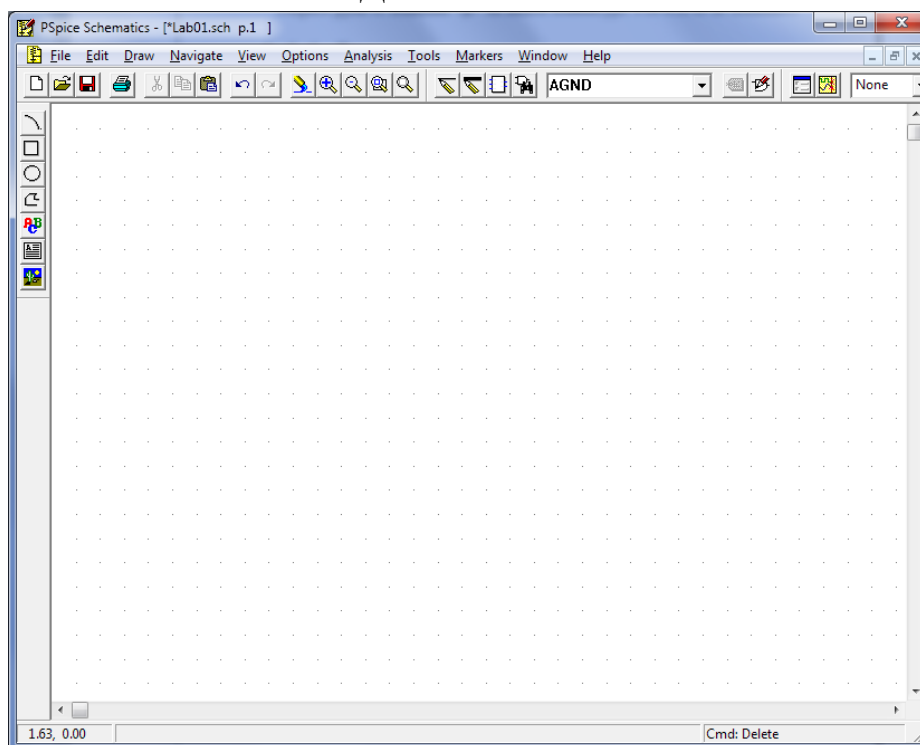 PSpice Schematics - [*Lab01.sch p.1 ]
File Edit Draw Navigate View Options Analysis Tools Markers Window Help
AGND None
ABC
1.63, 0.00 Cmd: Delete